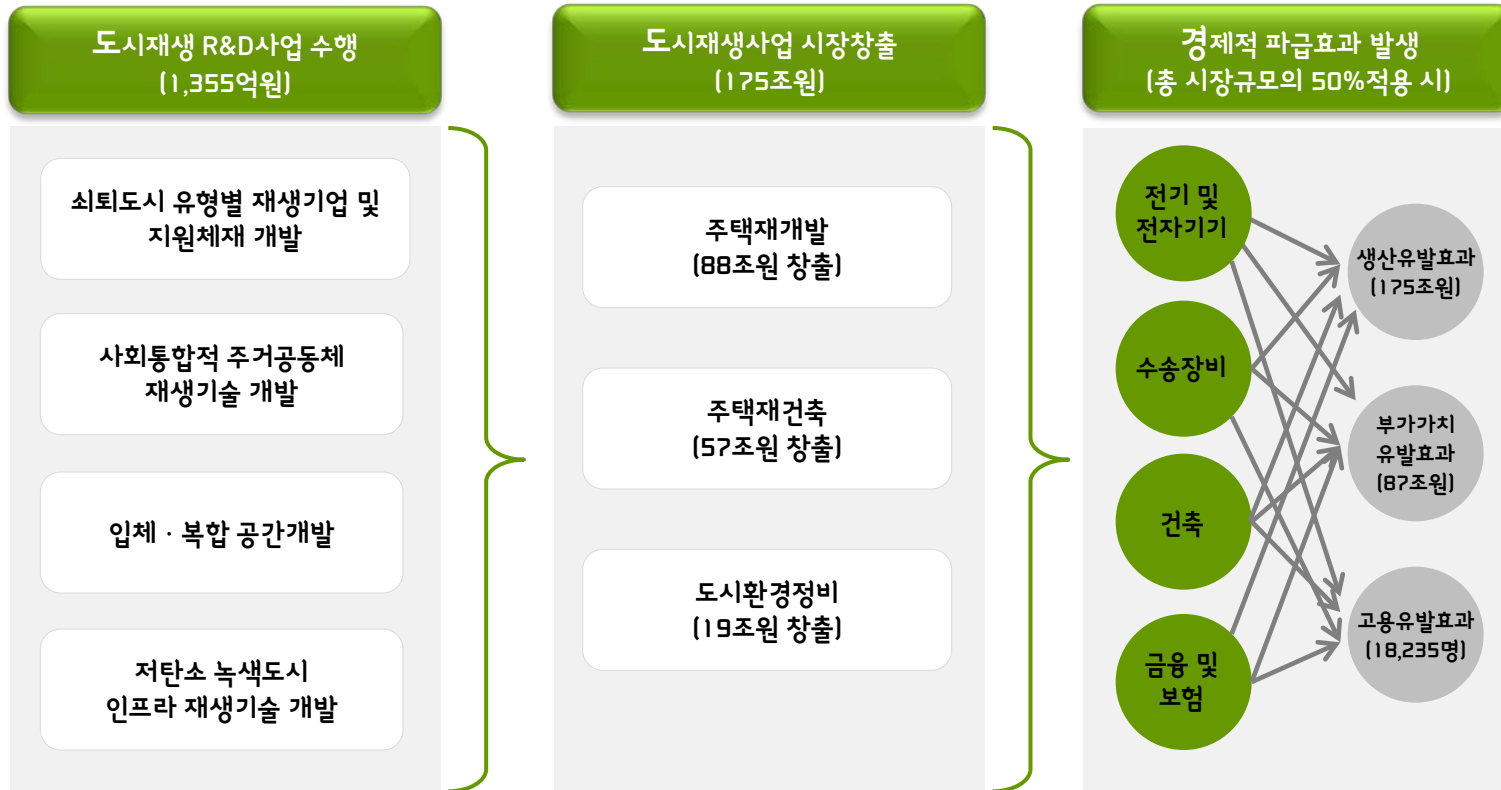 도시재생 R&D사업 수행
(1,355억원)
쇠퇴도시 유형별 재생기업 및
지원체재 개발
사회통합적 주거공동체
재생기술 개발
입체 · 복합 공간개발
저탄소 녹색도시
인프라 재생기술 개발
도시재생사업 시장창출
(175조원)
주택재개발
(88조원 창출)
주택재건축
(57조원 창출)
도시환경정비
(19조원 창출)
경제적 파급효과 발생
(총 시장규모의 50%적용 시)
전기 및
전자기기
수송장비
건축
금융 및
보험
생산유발효과
(175조원)
부가가치
유발효과
(87조원)
고용유발효과
(18,235명)